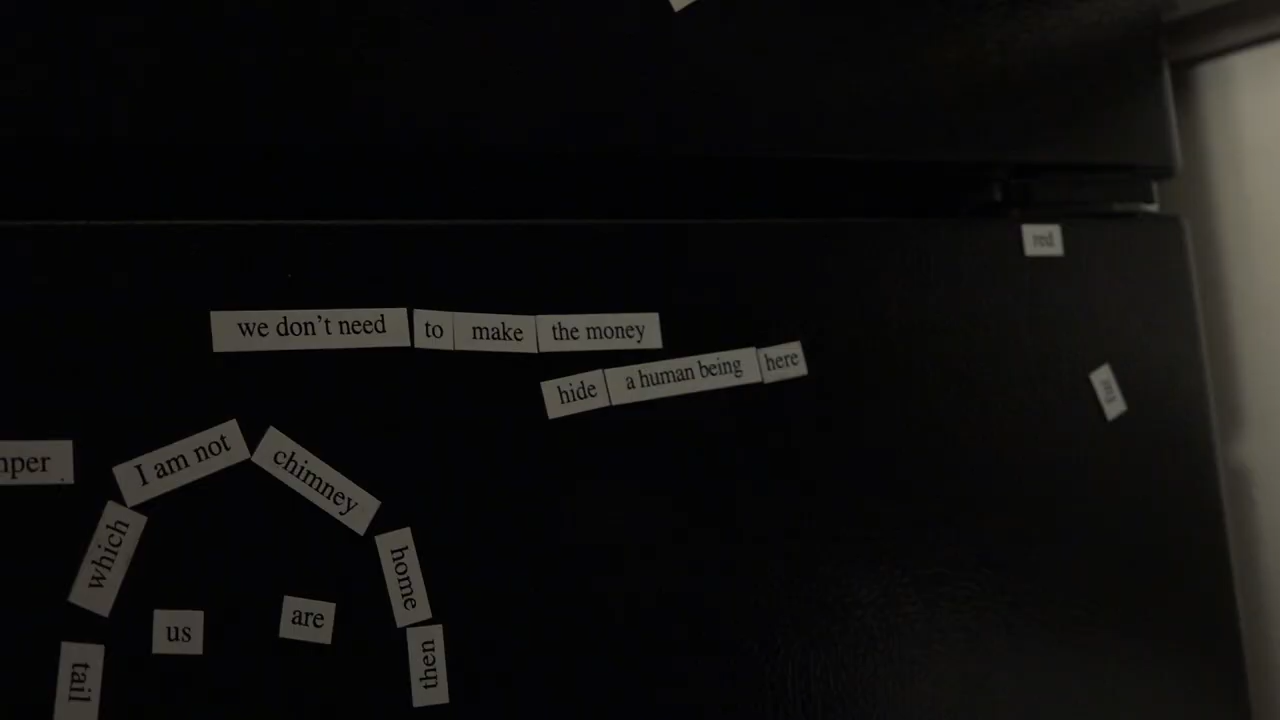 red
we don't need to make the money
hide a human being here
I am not
chimney
which
home
us
are
then
tail